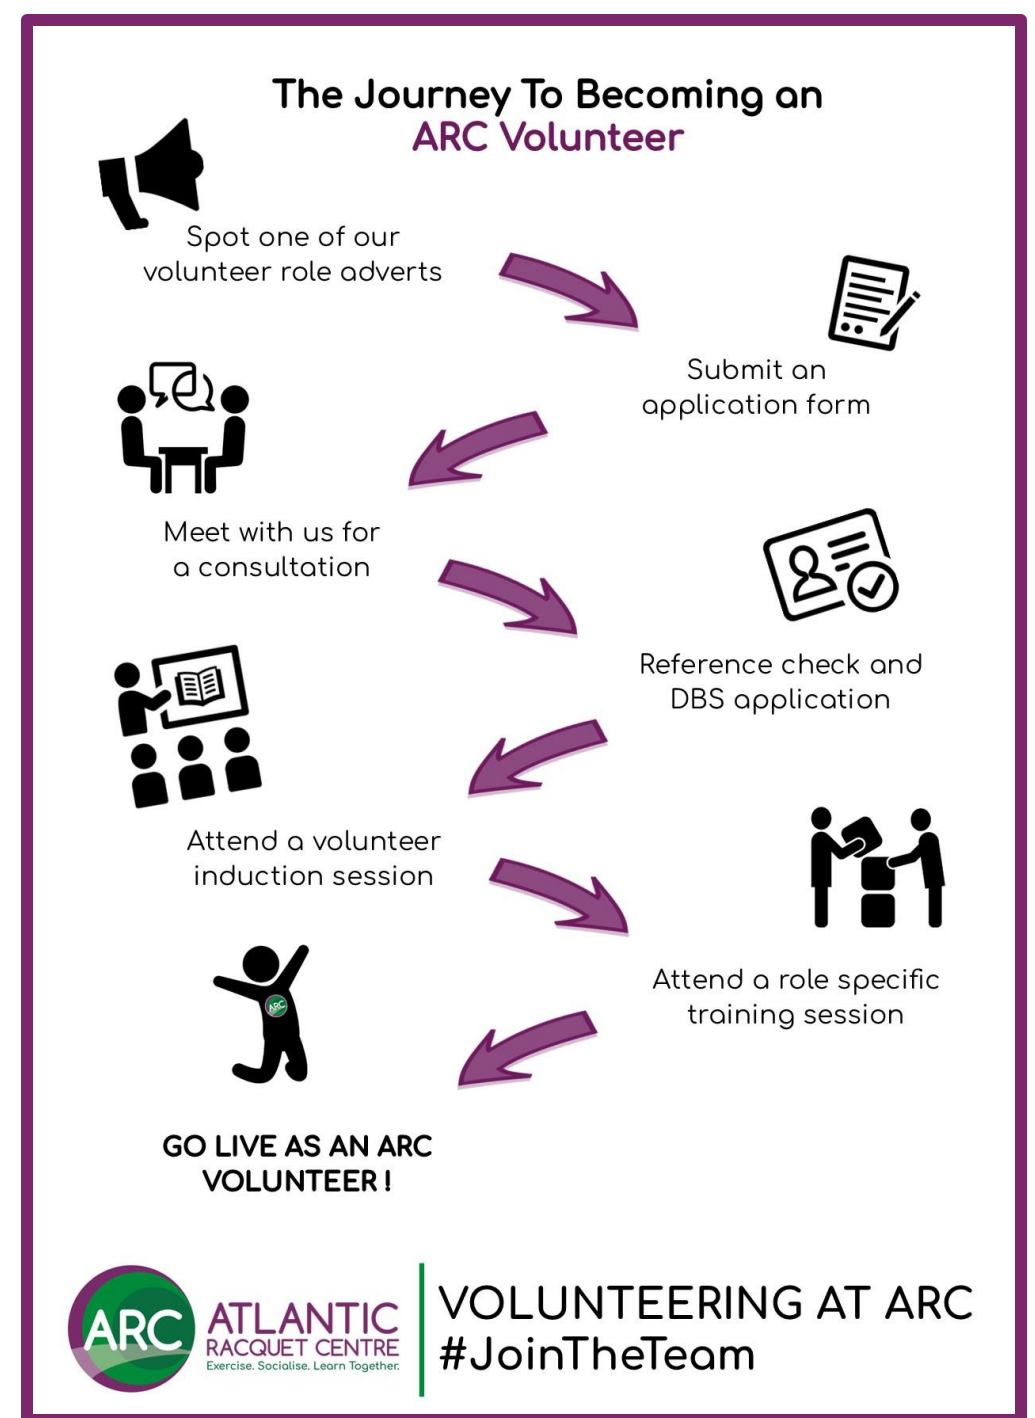 The Journey To Becoming an
ARC Volunteer
Spot one of our
volunteer role adverts
Submit an
application form
Meet with us for
a consultation
Reference check and
DBS application
Attend a volunteer
induction session
Attend a role specific
training session
ARC
GO LIVE AS AN ARC
VOLUNTEER !
ARC
ATLANTIC
RACQUET CENTRE
Exercise. Socialise. Learn Together.
VOLUNTEERING AT ARC
#JoinTheTeam